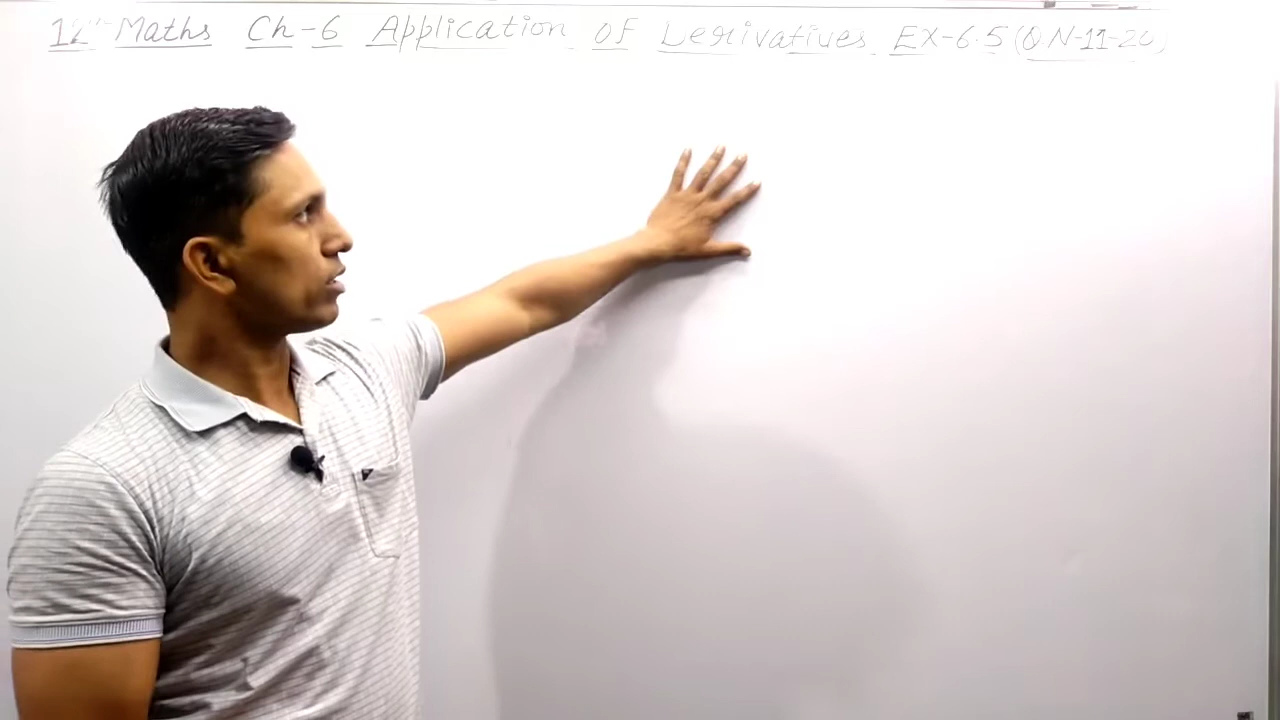 12th Maths Ch-6 Application of Derivatives EX-6.5 (Q.N-11-20)